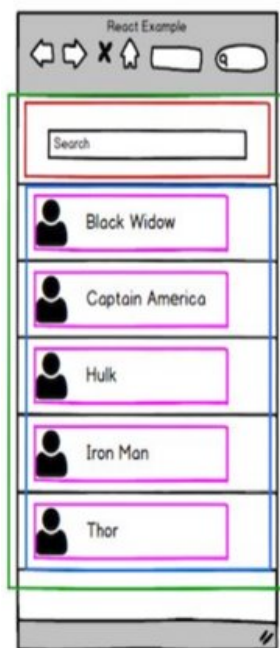 React Example
Search
Black Widow
Captain America
Hulk
Iron Man
Thor